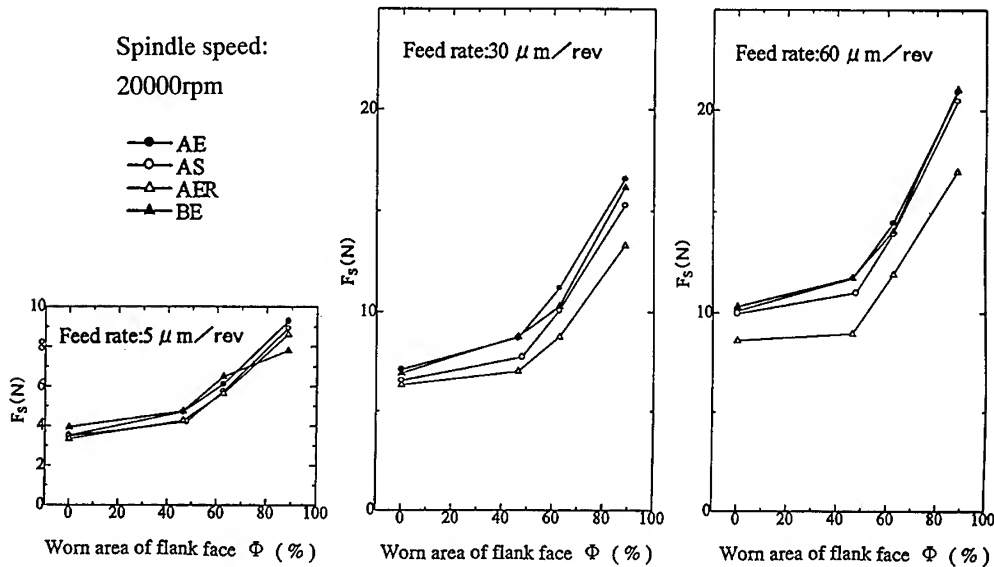 Spindle speed:
20000rpm
AE
AS
AER
BE
Feed rate:5 μm/rev
10
8
6
4
2
0
Fs(N)
0 20 40 60 80 100
Worn area of flank face Φ (%)
Feed rate:30 μm/rev
20
10
0
Fs(N)
0 20 40 60 80 100
Worn area of flank face Φ (%)
Feed rate:60 μm/rev
20
10
0
Fs(N)
0 20 40 60 80 100
Worn area of flank face Φ (%)